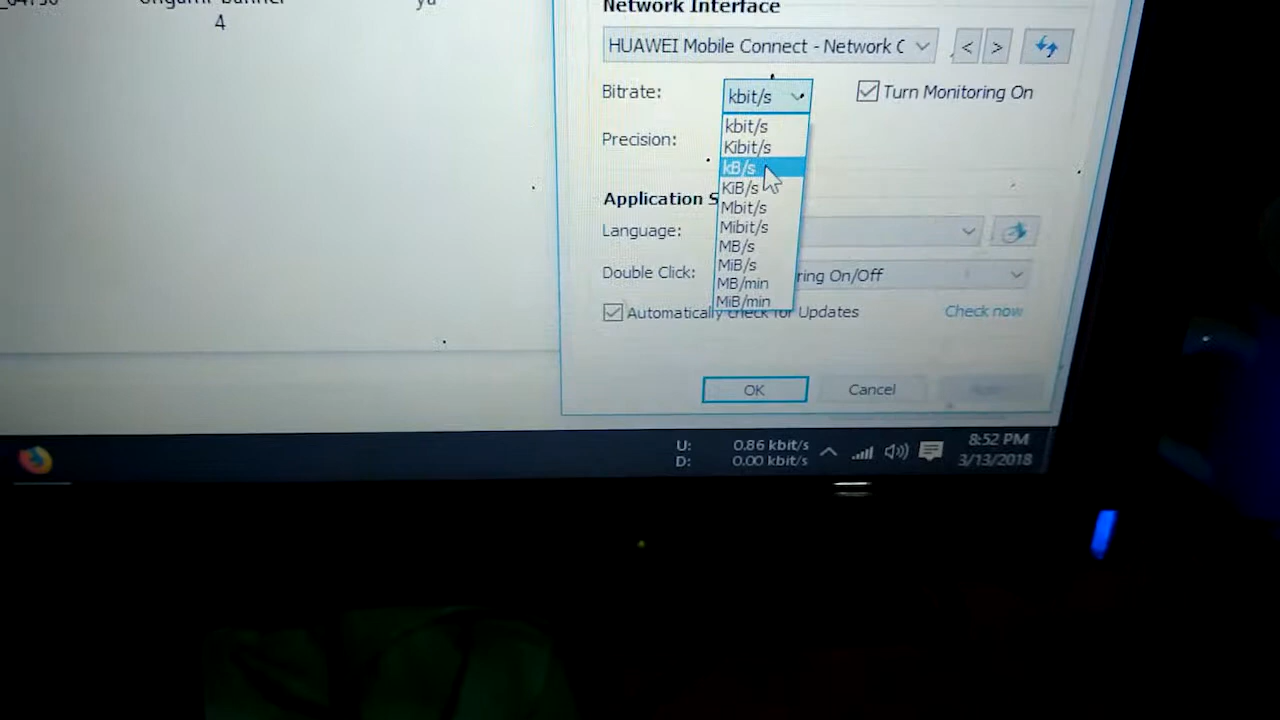 4
Network Interface
HUAWEI Mobile Connect - Network C
< >
Bitrate: kbit/s Turn Monitoring On
kbit/s
Kibit/s
Precision:
kB/s
KiB/s
Application S
Mbit/s
Mibit/s
Language:
MB/s
MiB/s
Double Click: ring On/Off
MB/min
MiB/min
Automatically check for Updates Check now
OK Cancel
U: 0.86 kbit/s
D: 0.00 kbit/s
8:52 PM
3/13/2018